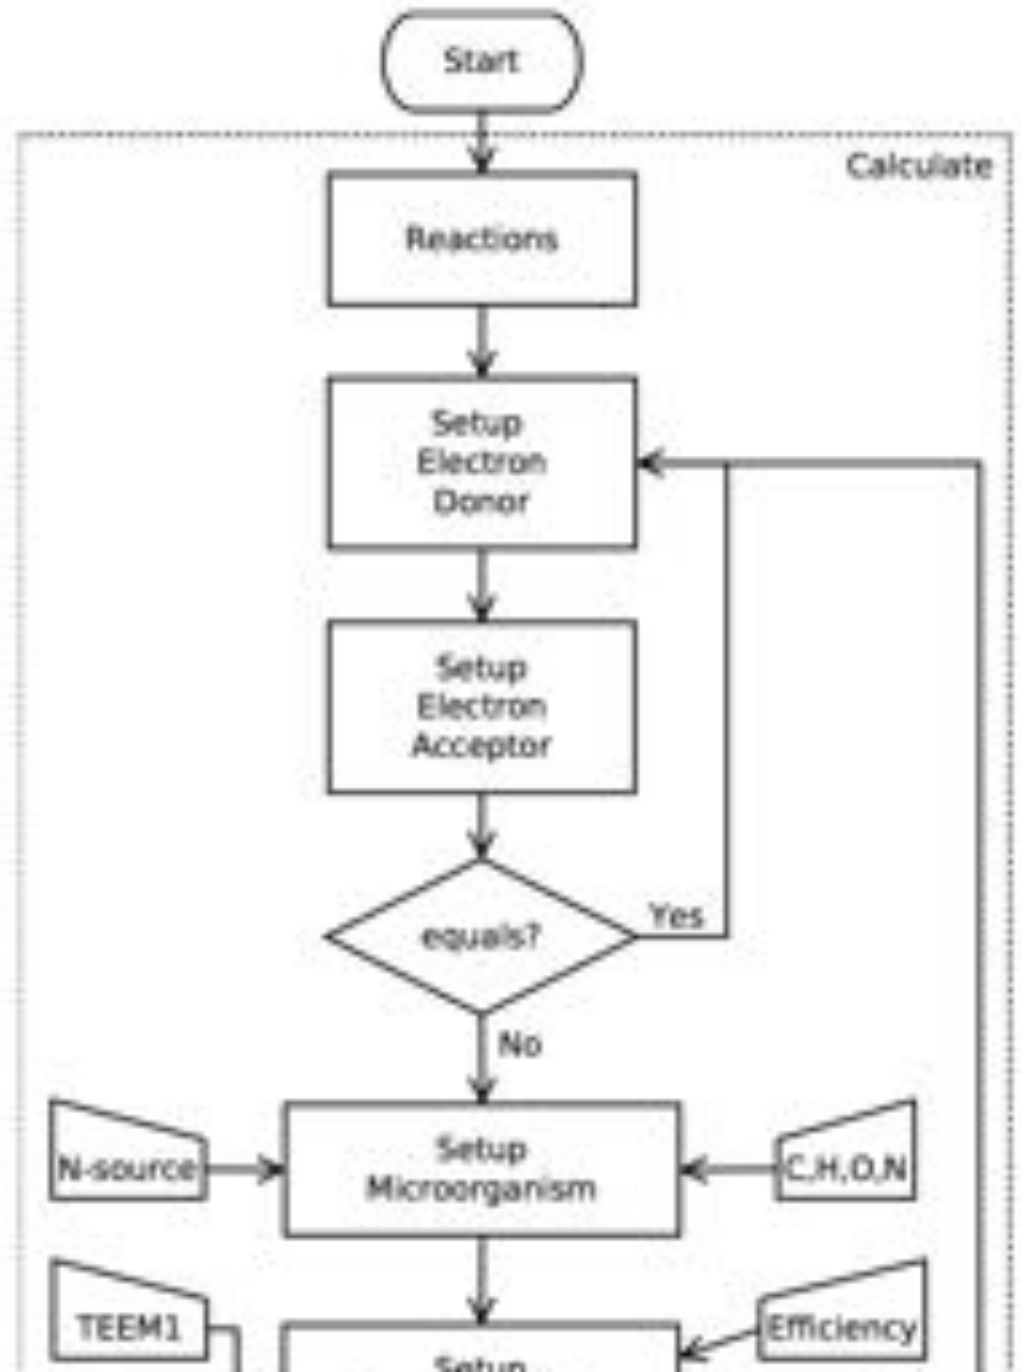 Start
Calculate
Reactions
Setup
Electron
Donor
Setup
Electron
Acceptor
equals?
Yes
No
N-source
Setup
Microorganism
C,H,O,N
TEEM1
Efficiency
Setup